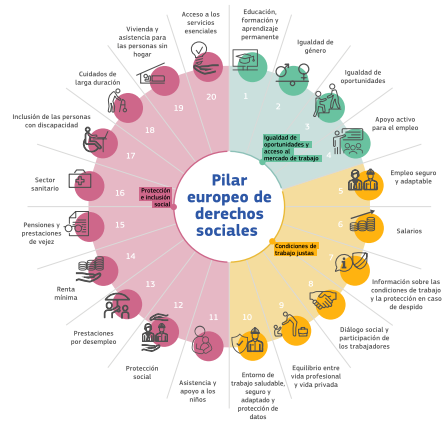 Pilar
europeo de
derechos
sociales
Igualdad de
oportunidades y
acceso al
mercado de trabajo
1
Educación,
formación y
aprendizaje
permanente
2
Igualdad de
género
3
Igualdad de
oportunidades
4
Apoyo activo
para el empleo
Condiciones de
trabajo justas
5
Empleo seguro
y adaptable
6
Salarios
7
Información sobre las
condiciones de trabajo
y la protección en caso
de despido
8
Diálogo social y
participación de
los trabajadores
9
Equilibrio entre
vida profesional y
y vida privada
10
Entorno de
trabajo saludable,
seguro y
adaptado y
protección de
datos
Protección
e inclusión
social
11
Asistencia y
apoyo a los
niños
12
Protección
social
13
Prestaciones
por desempleo
14
Renta
mínima
15
Pensiones y
prestaciones
de vejez
16
Sector
sanitario
17
Inclusión de las personas
con discapacidad
18
Cuidados de
larga duración
19
Vivienda y
asistencia para
las personas sin
hogar
20
Acceso a los
servicios
esenciales